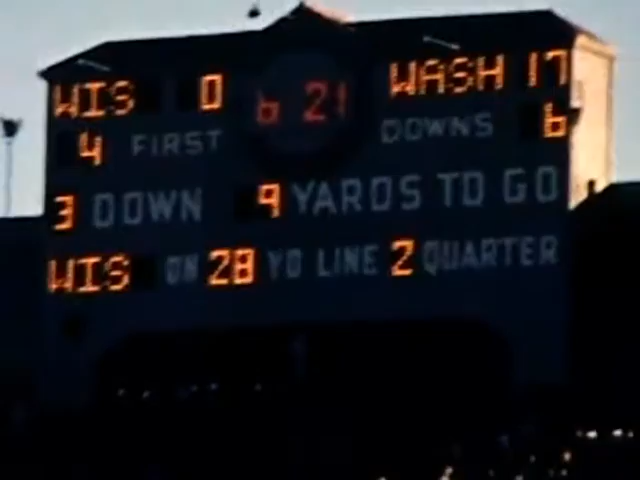 WIS 0 6 21 WASH 17
4 FIRST DOWNS 6
3 DOWN 9 YARDS TO GO
WIS ON 28 YD LINE 2 QUARTER